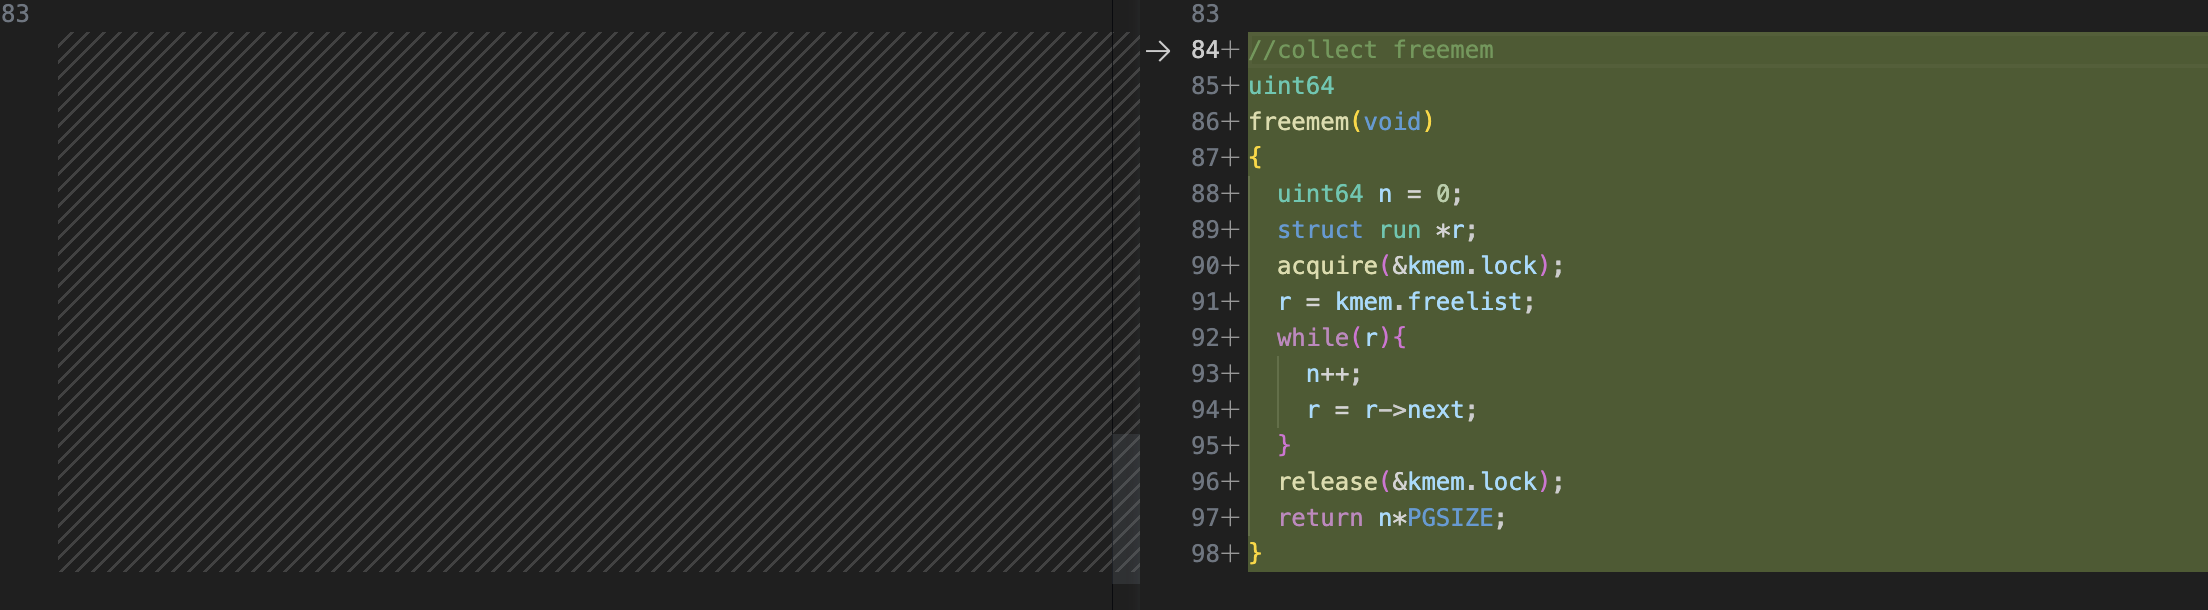 83
83
84+ //collect freemem
85+ uint64
86+ freemem(void)
87+ {
88+   uint64 n = 0;
89+   struct run *r;
90+   acquire(&kmem.lock);
91+   r = kmem.freelist;
92+   while(r){
93+     n++;
94+     r = r->next;
95+   }
96+   release(&kmem.lock);
97+   return n*PGSIZE;
98+ }